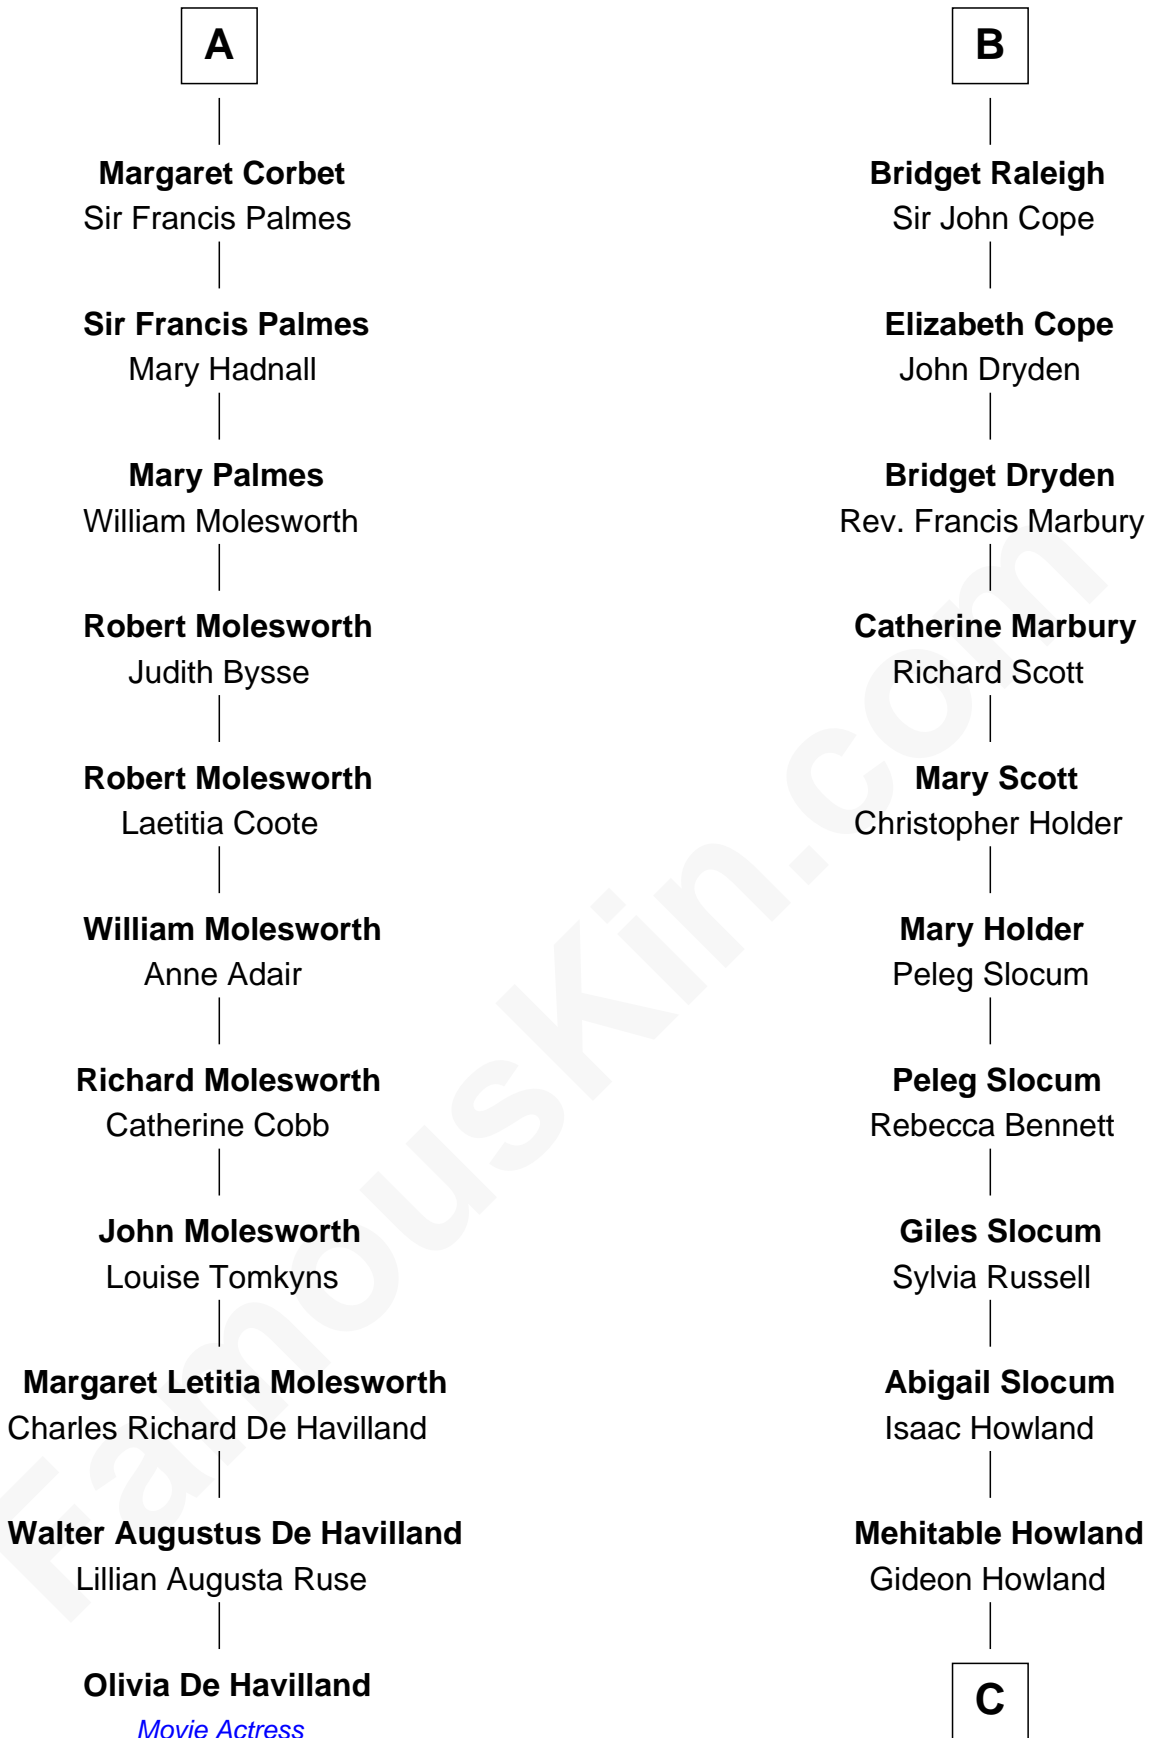 A
Margaret Corbet
Sir Francis Palmes
Sir Francis Palmes
Mary Hadnall
Mary Palmes
William Molesworth
Robert Molesworth
Judith Bysse
Robert Molesworth
Laetitia Coote
William Molesworth
Anne Adair
Richard Molesworth
Catherine Cobb
John Molesworth
Louise Tomkyns
Margaret Letitia Molesworth
Charles Richard De Havilland
Walter Augustus De Havilland
Lillian Augusta Ruse
Olivia De Havilland
Movie Actress
B
Bridget Raleigh
Sir John Cope
Elizabeth Cope
John Dryden
Bridget Dryden
Rev. Francis Marbury
Catherine Marbury
Richard Scott
Mary Scott
Christopher Holder
Mary Holder
Peleg Slocum
Peleg Slocum
Rebecca Bennett
Giles Slocum
Sylvia Russell
Abigail Slocum
Isaac Howland
Mehitable Howland
Gideon Howland
C
FamousKin.com